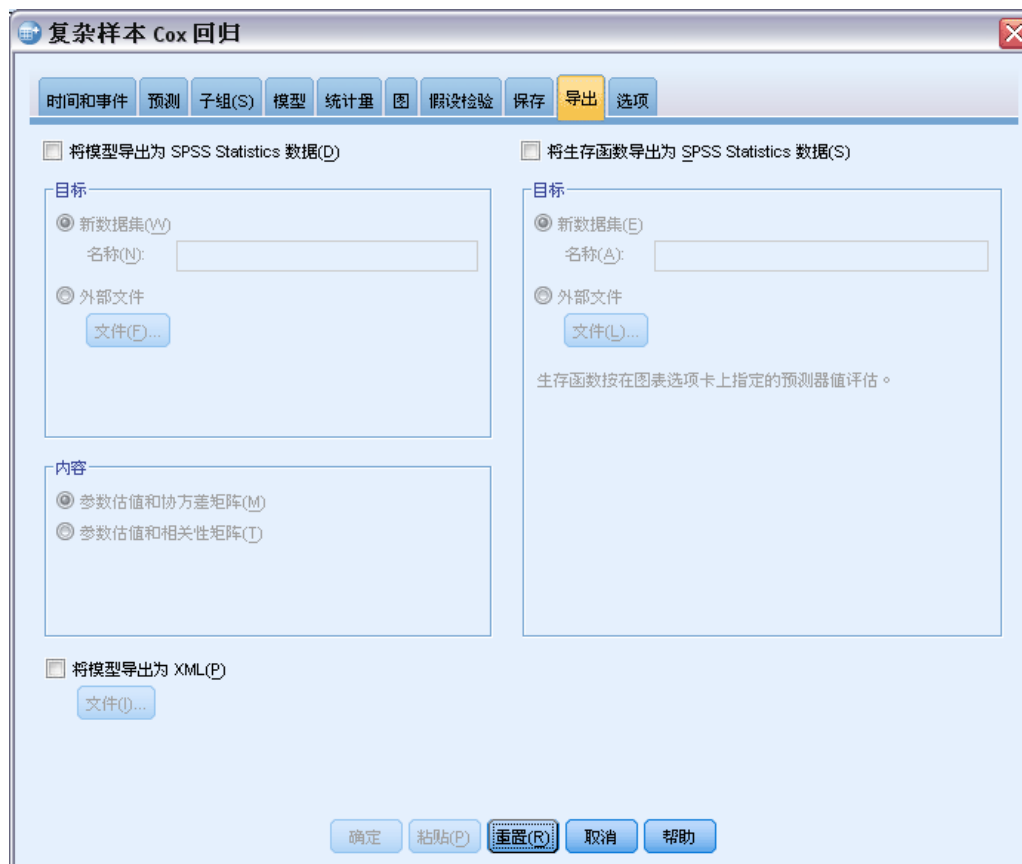 复杂样本 Cox 回归
时间和事件 预测 子组(S) 模型 统计量 图 假设检验 保存 导出 选项
将模型导出为 SPSS Statistics 数据(D)
目标
新数据集(W)
名称(N):
外部文件
文件(F)...
内容
参数估值和协方差矩阵(M)
参数估值和相关性矩阵(T)
将模型导出为 XML(P)
文件(I)...
将生存函数导出为 SPSS Statistics 数据(S)
目标
新数据集(E)
名称(A):
外部文件
文件(L)...
生存函数按在图表选项卡上指定的预测器值评估。
确定 粘贴(P) 重置(R) 取消 帮助